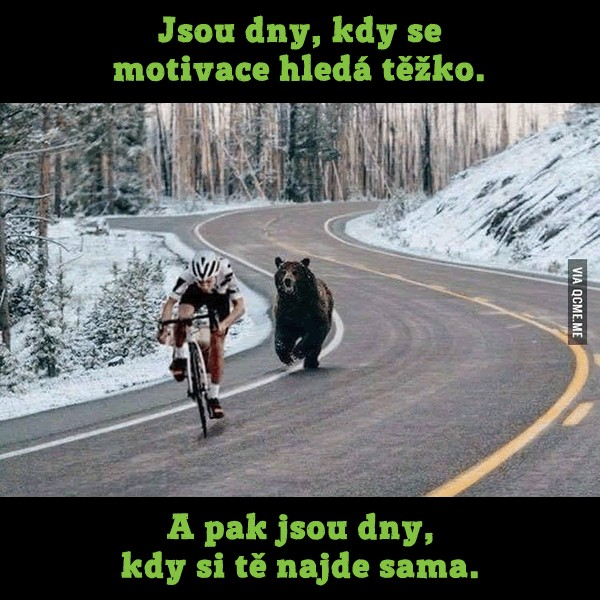 Jsou dny, kdy se
motivace hledá těžko.
VIA QCME.ME
A pak jsou dny,
kdy si tě najde sama.